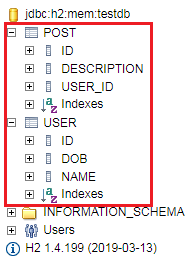 jdbc:h2:mem:testdb
POST
ID
DESCRIPTION
USER_ID
Indexes
USER
ID
DOB
NAME
Indexes
INFORMATION_SCHEMA
Users
H2 1.4.199 (2019-03-13)